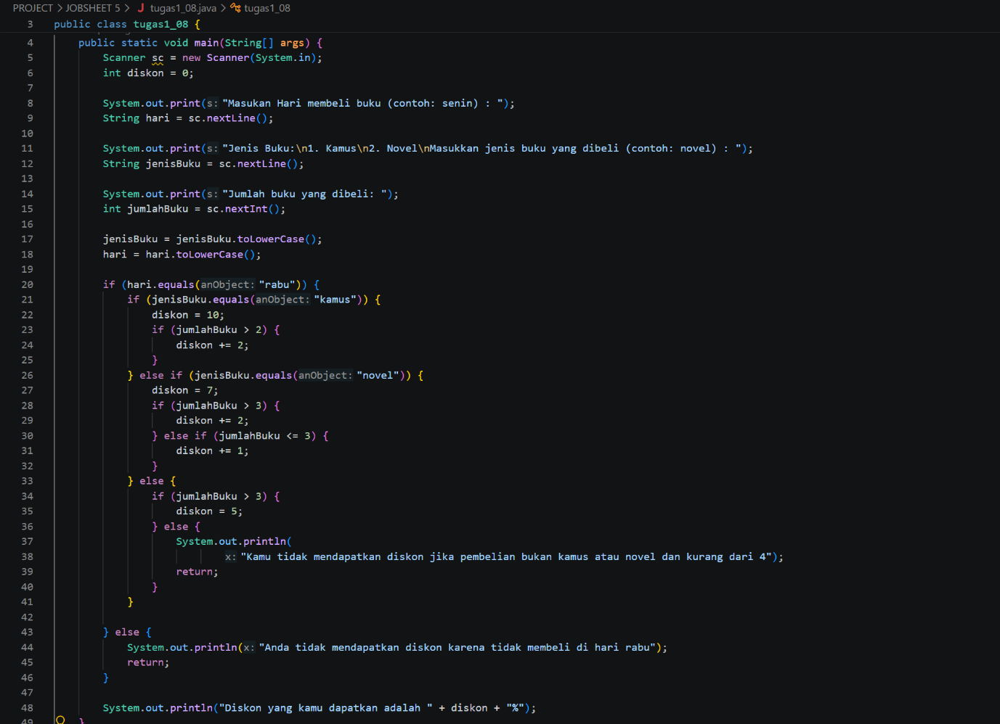 PROJECT > JOBSHEET 5 > J tugas1_08.java > tugas1_08
3 public class tugas1_08 {
4 public static void main(String[] args) {
5 Scanner sc = new Scanner(System.in);
6 int diskon = 0;
7
8 System.out.print(s: "Masukan Hari membeli buku (contoh: senin) : ");
9 String hari = sc.nextLine();
10
11 System.out.print(s: "Jenis Buku:\n1. Kamus\n2. Novel\nMasukkan jenis buku yang dibeli (contoh: novel) : ");
12 String jenisBuku = sc.nextLine();
13
14 System.out.print(s: "Jumlah buku yang dibeli: ");
15 int jumlahBuku = sc.nextInt();
16
17 jenisBuku = jenisBuku.toLowerCase();
18 hari = hari.toLowerCase();
19
20 if (hari.equals(anObject: "rabu")) {
21 if (jenisBuku.equals(anObject: "kamus")) {
22 diskon = 10;
23 if (jumlahBuku > 2) {
24 diskon += 2;
25 }
26 } else if (jenisBuku.equals(anObject: "novel")) {
27 diskon = 7;
28 if (jumlahBuku > 3) {
29 diskon += 2;
30 } else if (jumlahBuku <= 3) {
31 diskon += 1;
32 }
33 } else {
34 if (jumlahBuku > 3) {
35 diskon = 5;
36 } else {
37 System.out.println(
38 x: "Kamu tidak mendapatkan diskon jika pembelian bukan kamus atau novel dan kurang dari 4");
39 return;
40 }
41 }
42
43 } else {
44 System.out.println(x: "Anda tidak mendapatkan diskon karena tidak membeli di hari rabu");
45 return;
46 }
47
48 System.out.println("Diskon yang kamu dapatkan adalah " + diskon + "%");
49 }